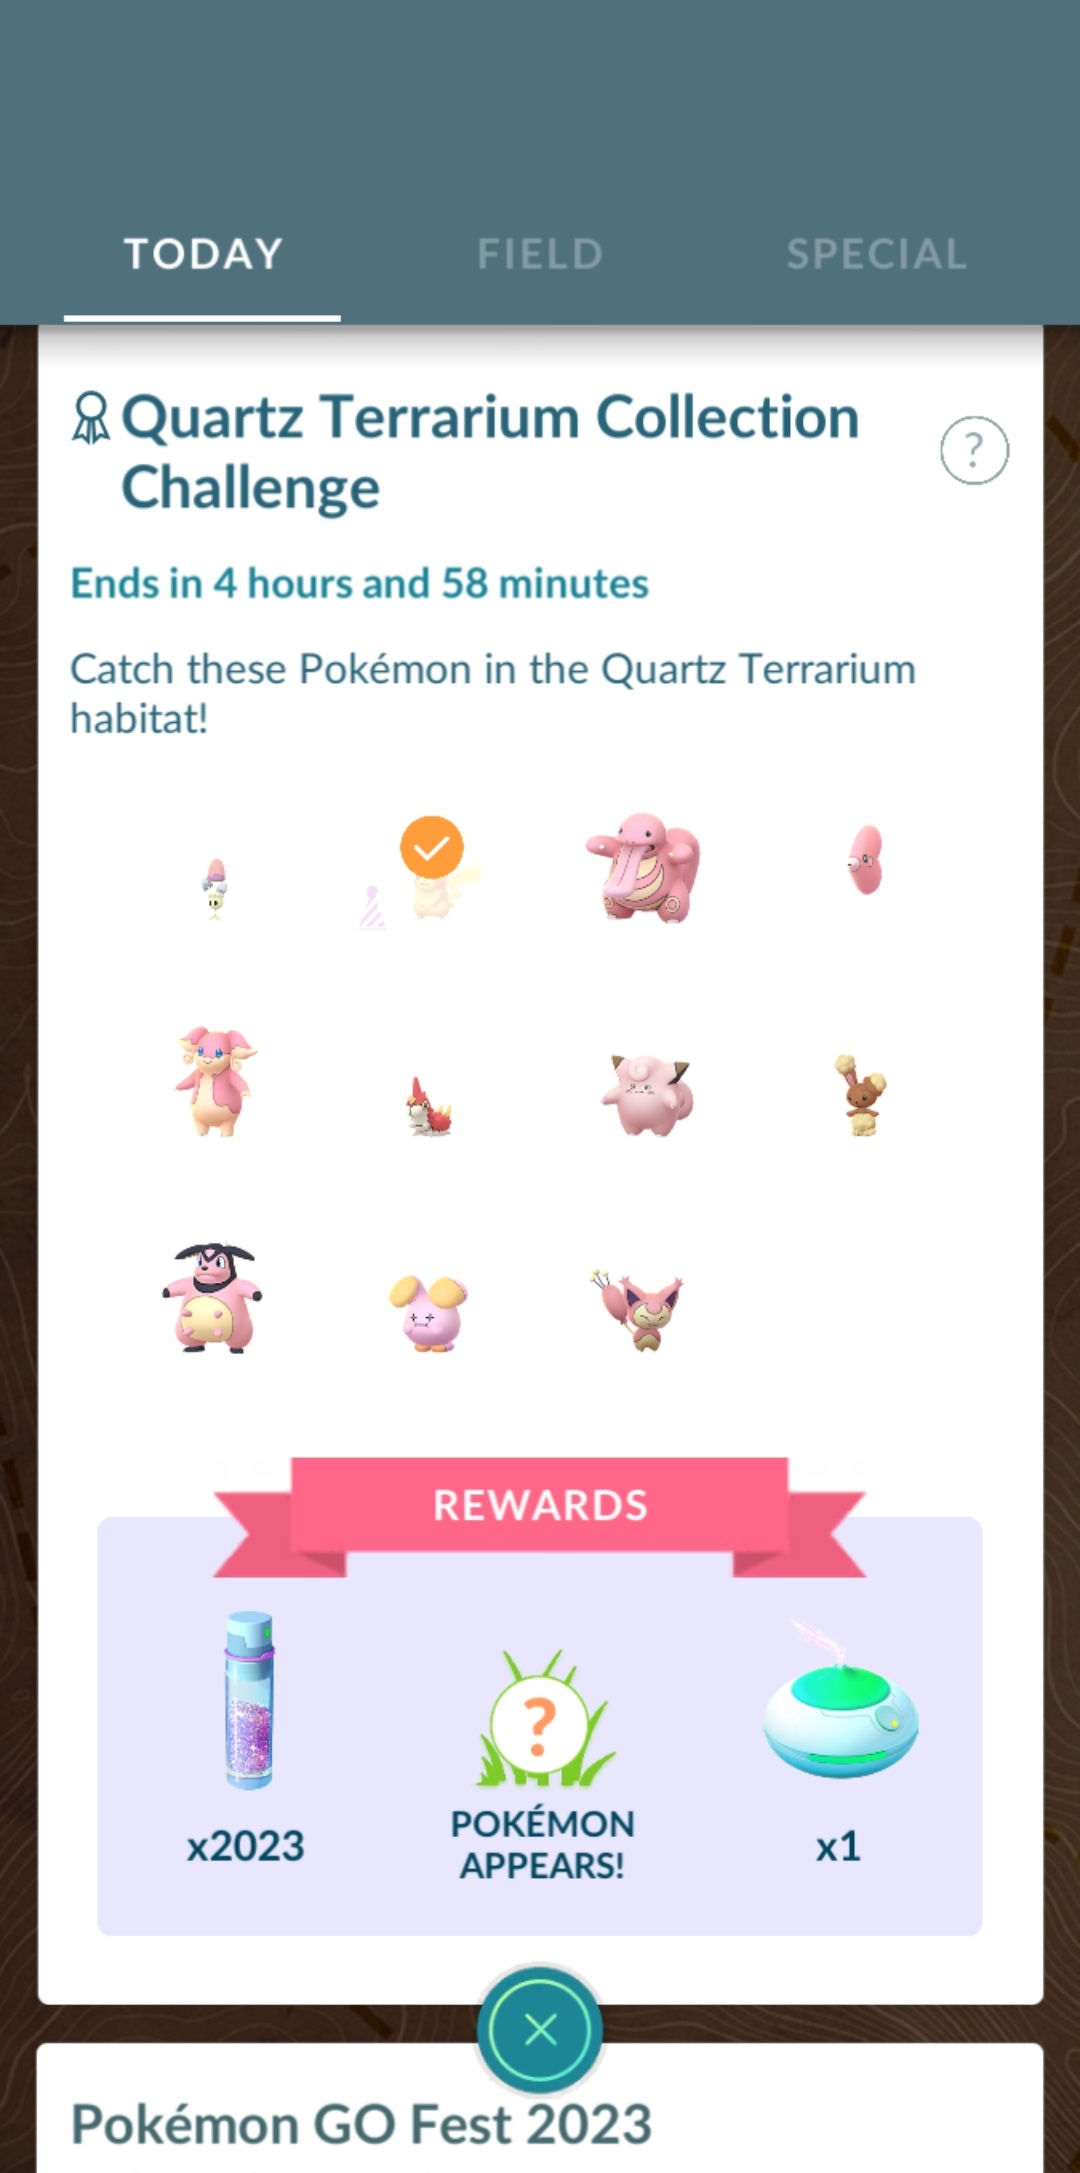 TODAY
FIELD
SPECIAL
Quartz Terrarium Collection
Challenge
?
Ends in 4 hours and 58 minutes
Catch these Pokémon in the Quartz Terrarium
habitat!
REWARDS
?
x2023
POKÉMON
APPEARS!
x1
Pokémon GO Fest 2023